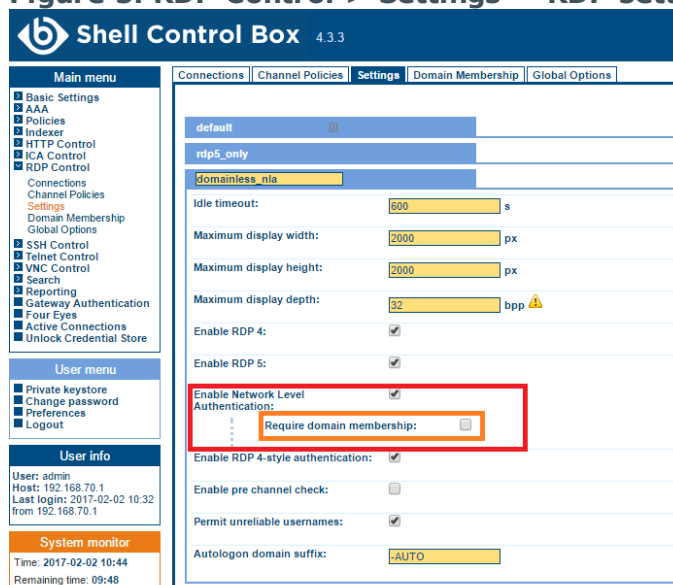 Figure 3: RDP Control > Settings - RDP sett
Shell Control Box 4.3.3
Main menu
Basic Settings
AAA
Policies
Indexer
HTTP Control
ICA Control
RDP Control
Connections
Channel Policies
Settings
Domain Membership
Global Options
SSH Control
Telnet Control
VNC Control
Search
Reporting
Gateway Authentication
Four Eyes
Active Connections
Unlock Credential Store
User menu
Private keystore
Change password
Preferences
Logout
User info
User: admin
Host: 192.168.70.1
Last login: 2017-02-02 10:32
from 192.168.70.1
System monitor
Time: 2017-02-02 10:44
Remaining time: 09:48
Connections Channel Policies Settings Domain Membership Global Options
default
rdp5_only
domainless_nla
Idle timeout: 600 s
Maximum display width: 2000 px
Maximum display height: 2000 px
Maximum display depth: 32 bpp
Enable RDP 4:
Enable RDP 5:
Enable Network Level
Authentication:
Require domain membership:
Enable RDP 4-style authentication:
Enable pre channel check:
Permit unreliable usernames:
Autologon domain suffix: -AUTO